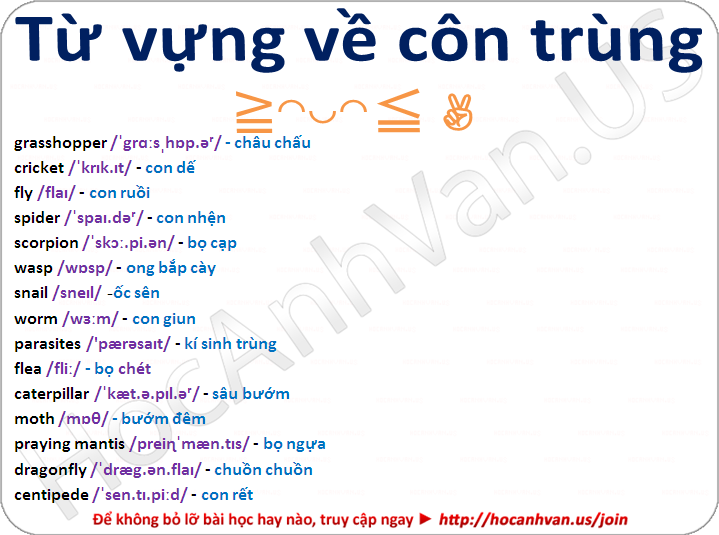 Từ vựng về côn trùng
≧◠◡◠≦ ✌
grasshopper /ˈgrɑːsˌhɒp.əʳ/ - châu chấu
cricket /ˈkrɪk.ɪt/ - con dế
fly /flaɪ/ - con ruồi
spider /ˈspaɪ.dəʳ/ - con nhện
scorpion /ˈskɔː.pi.ən/ - bọ cạp
wasp /wɒsp/ - ong bắp cày
snail /sneɪl/ -ốc sên
worm /wɜːm/ - con giun
parasites /'pærəsaɪt/ - kí sinh trùng
flea /fliː/ - bọ chét
caterpillar /ˈkæt.ə.pɪl.əʳ/ - sâu bướm
moth /mɒθ/ - bướm đêm
praying mantis /preiɳˈmæn.tɪs/ - bọ ngựa
dragonfly /ˈdræg.ən.flaɪ/ - chuồn chuồn
centipede /ˈsen.tɪ.piːd/ - con rết
Để không bỏ lỡ bài học hay nào, truy cập ngay ► http://hocanhvan.us/join
HocAnhVan.Us